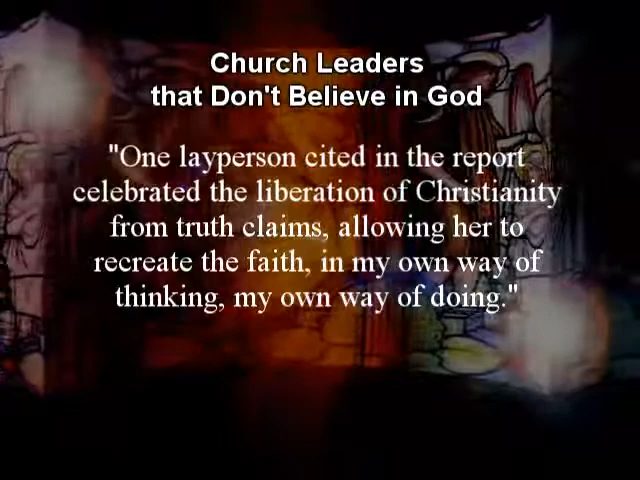 Church Leaders
that Don't Believe in God
"One layperson cited in the report
celebrated the liberation of Christianity
from truth claims, allowing her to
recreate the faith, in my own way of
thinking, my own way of doing."